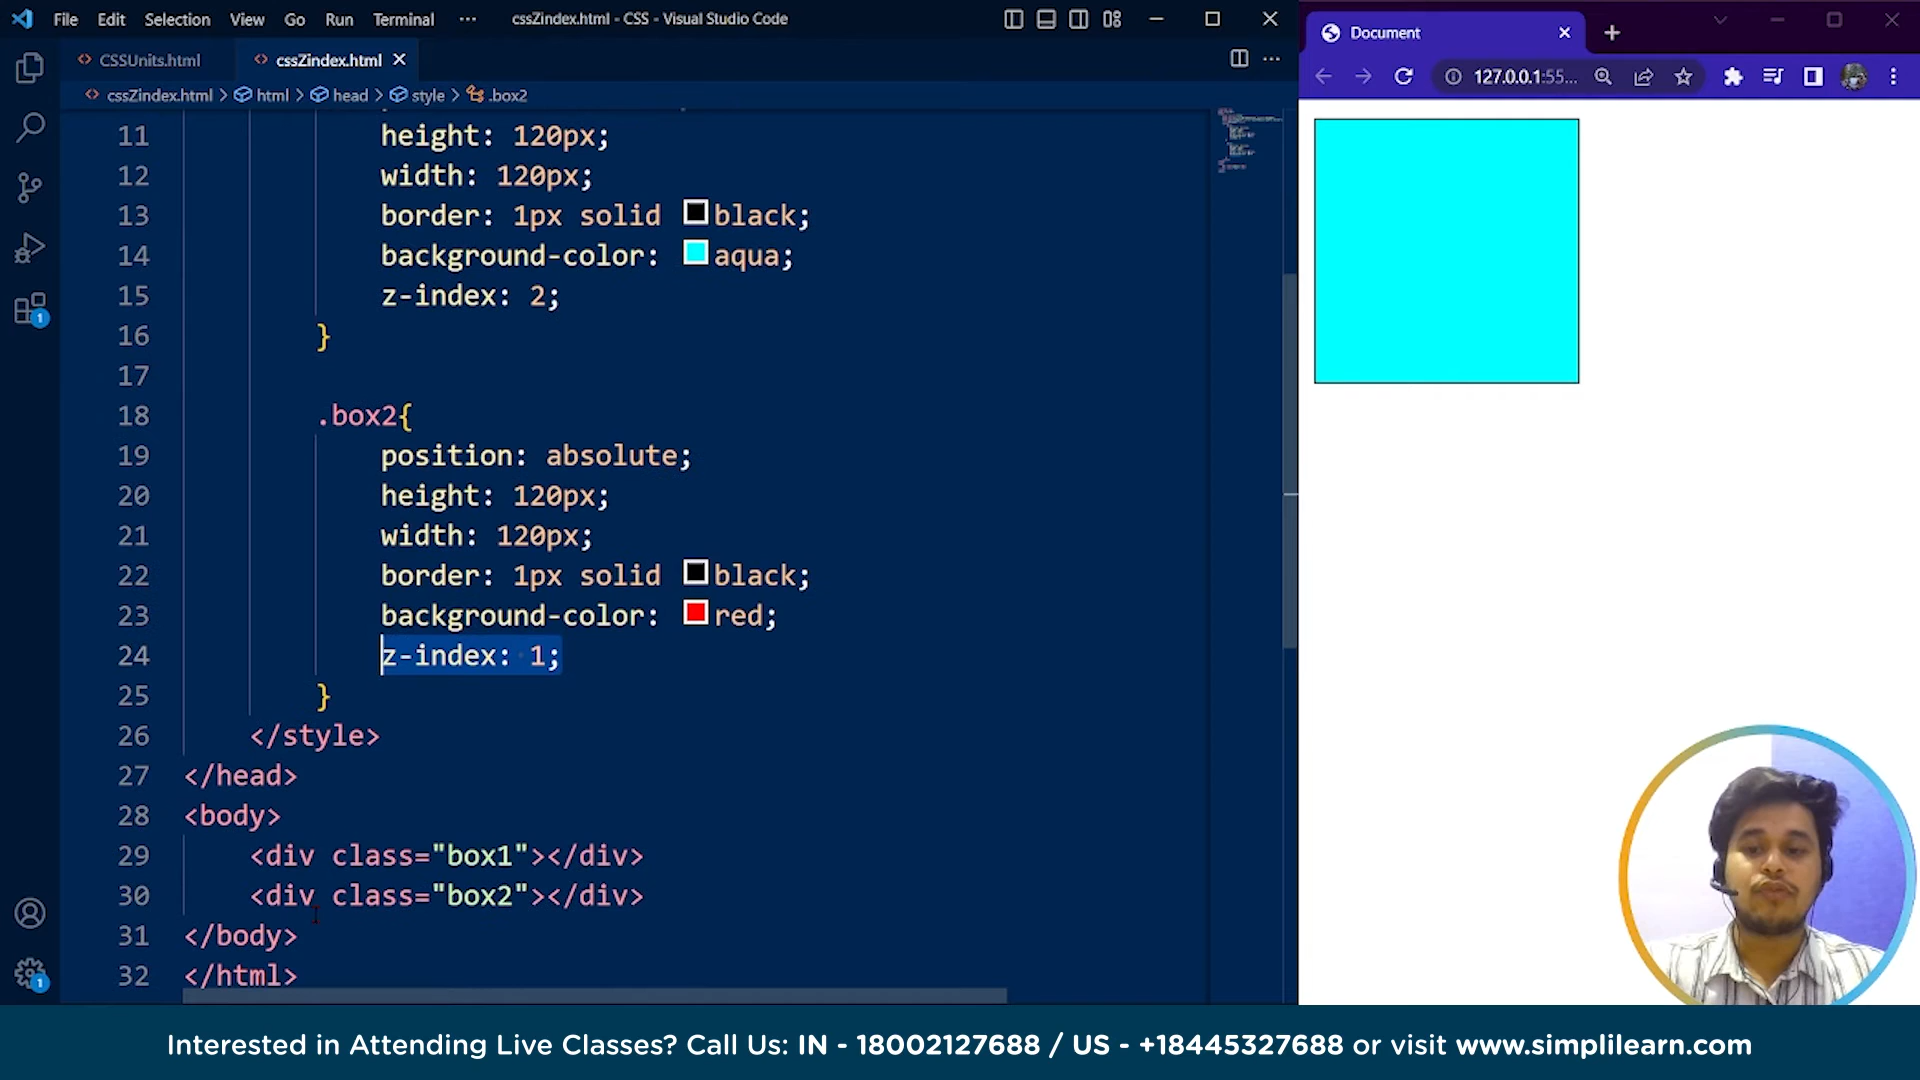 File Edit Selection View Go Run Terminal ··· cssZindex.html - CSS - Visual Studio Code
CSSUnits.html cssZindex.html
cssZindex.html > html > head > style > .box2
11 height: 120px;
12 width: 120px;
13 border: 1px solid black;
14 background-color: aqua;
15 z-index: 2;
16 }
17
18 .box2{
19 position: absolute;
20 height: 120px;
21 width: 120px;
22 border: 1px solid black;
23 background-color: red;
24 z-index: 1;
25 }
26 </style>
27 </head>
28 <body>
29 <div class="box1"></div>
30 <div class="box2"></div>
31 </body>
32 </html>
1
1
Document
127.0.0.1:55...
Interested in Attending Live Classes? Call Us: IN - 18002127688 / US - +18445327688 or visit www.simplilearn.com